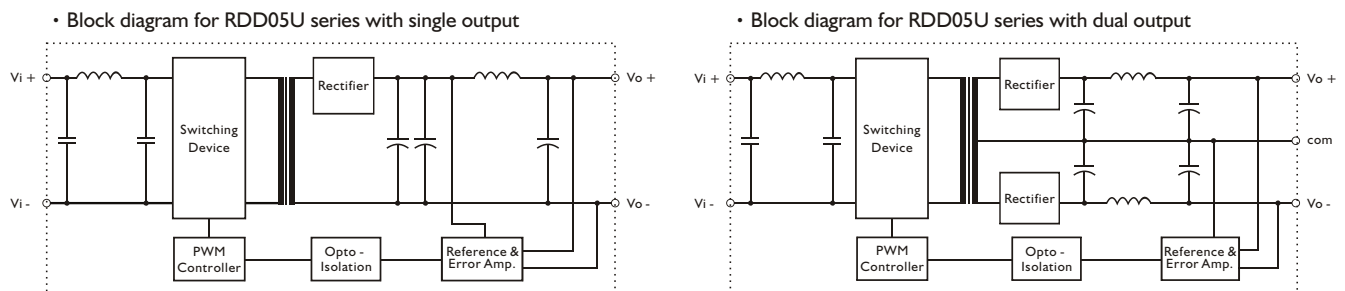 • Block diagram for RDD05U series with single output
Vi +
Vi -
Switching
Device
Rectifier
PWM
Controller
Opto -
Isolation
Reference &
Error Amp.
Vo +
Vo -
• Block diagram for RDD05U series with dual output
Vi +
Vi -
Switching
Device
Rectifier
Rectifier
PWM
Controller
Opto -
Isolation
Reference &
Error Amp.
Vo +
com
Vo -